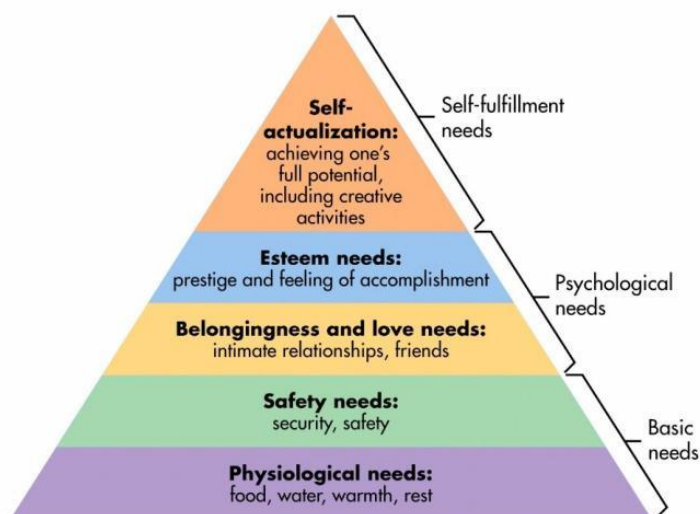 Self-
actualization:
achieving one's
full potential,
including creative
activities
Self-fulfillment
needs
Esteem needs:
prestige and feeling of accomplishment
Belongingness and love needs:
intimate relationships, friends
Psychological
needs
Safety needs:
security, safety
Physiological needs:
food, water, warmth, rest
Basic
needs